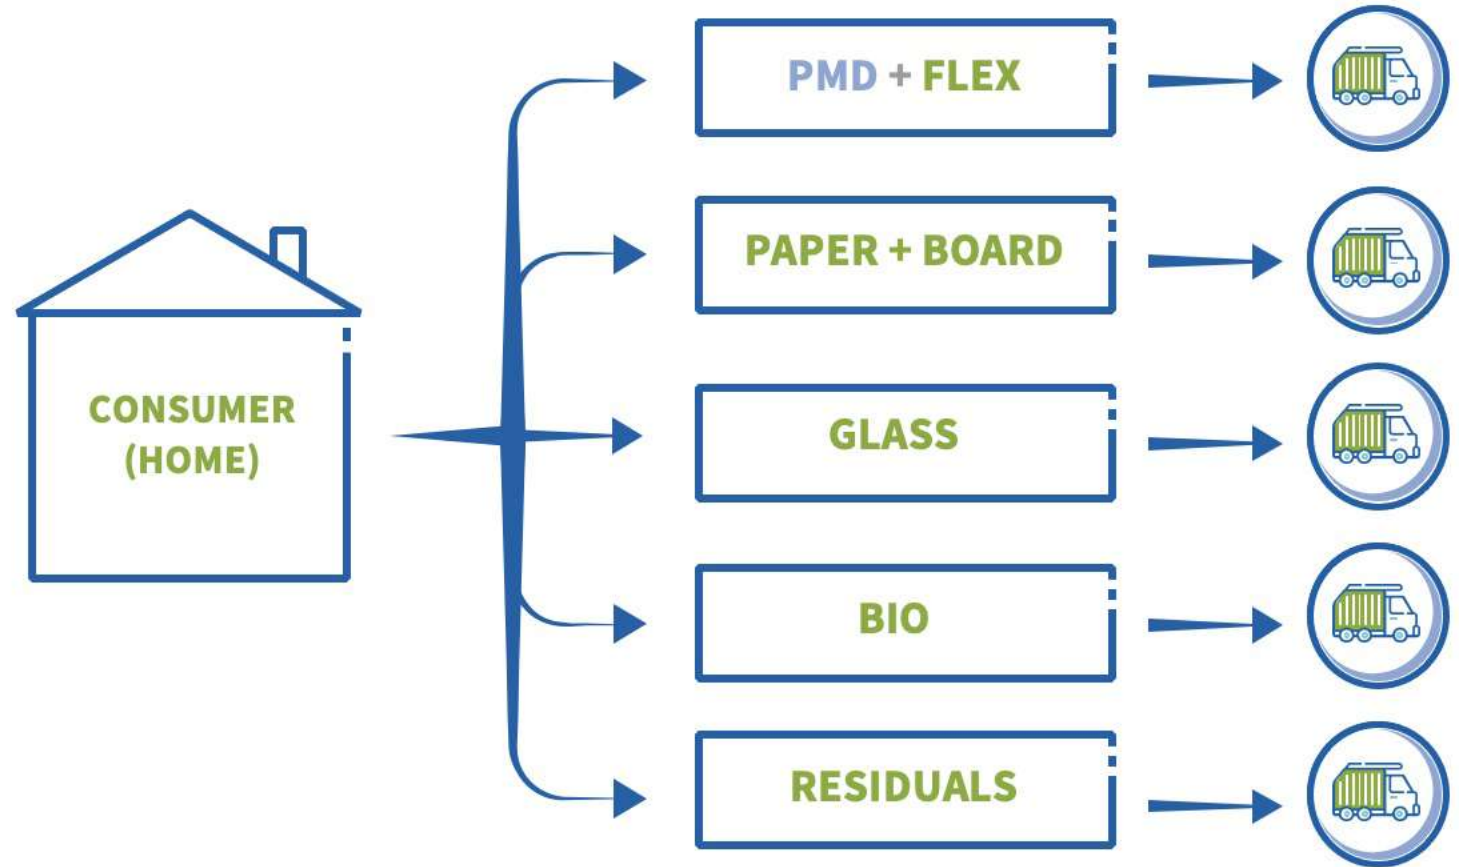 CONSUMER
(HOME)
PMD + FLEX
PAPER + BOARD
GLASS
BIO
RESIDUALS